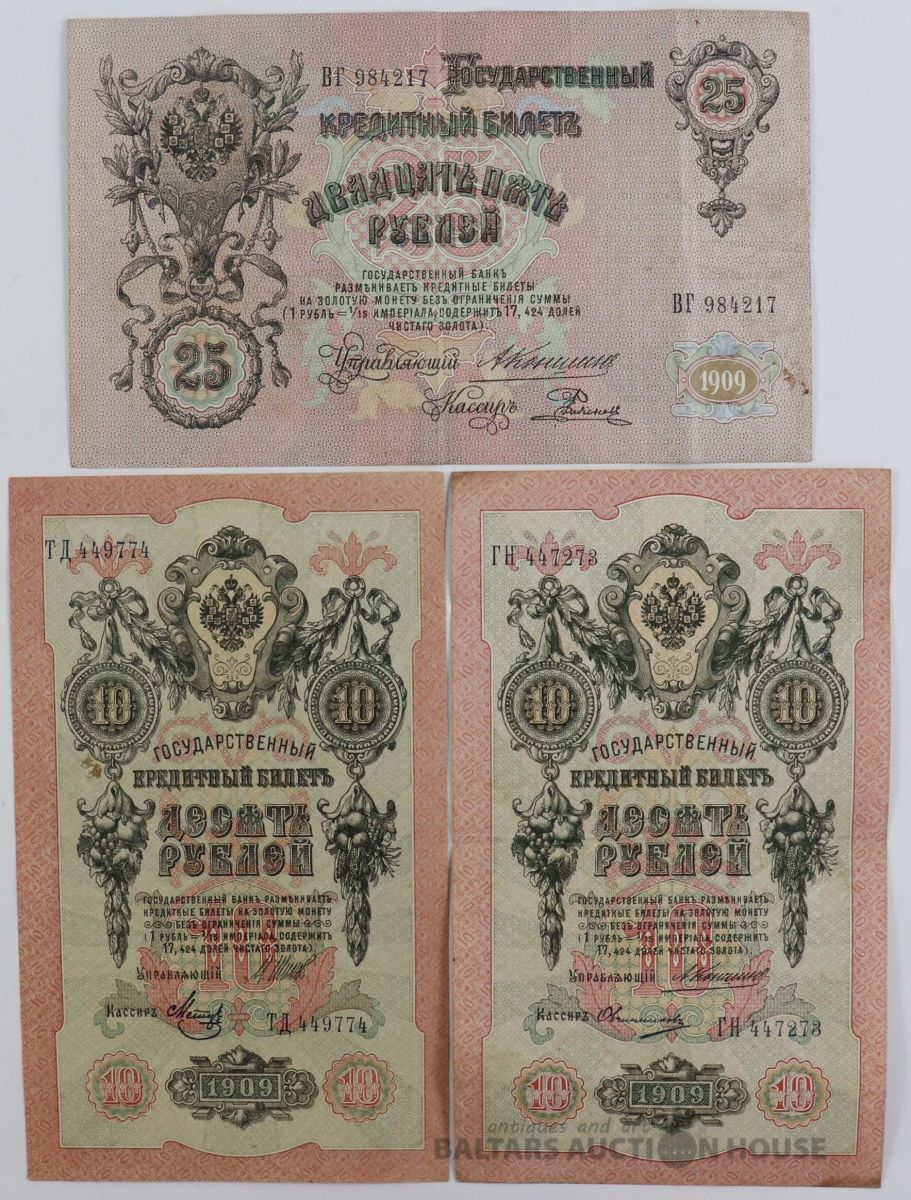 ВГ 984217 Государственный
25
Кредитный Билетъ
25
Двадцать пять
Рублей
Государственный Банкъ
размѣниваетъ кредитные билеты
на золотую монету безъ ограниченія суммы
(1 рубль = 1/15 имперіала, содержитъ 17,424 долей
чистаго золота).
ВГ 984217
25
Управляющій
Кассиръ
1909
ТД 449774
10 10
Государственный
Кредитный Билетъ
Десять
Рублей
Государственный Банкъ размѣниваетъ
кредитные билеты на золотую монету
безъ ограниченія суммы
(1 рубль = 1/15 имперіала, содержитъ
17,424 долей чистаго золота).
10
Управляющій
Кассиръ
ТД 449774
10 1909 10
ГН 447273
10 10
Государственный
Кредитный Билетъ
Десять
Рублей
Государственный Банкъ размѣниваетъ
кредитные билеты на золотую монету
безъ ограниченія суммы
(1 рубль = 1/15 имперіала, содержитъ
17,424 долей чистаго золота).
10
Управляющій
Кассиръ Овчинниковъ
ГН 447273
10 1909 10
antiques and art
BALTARS AUCTION HOUSE